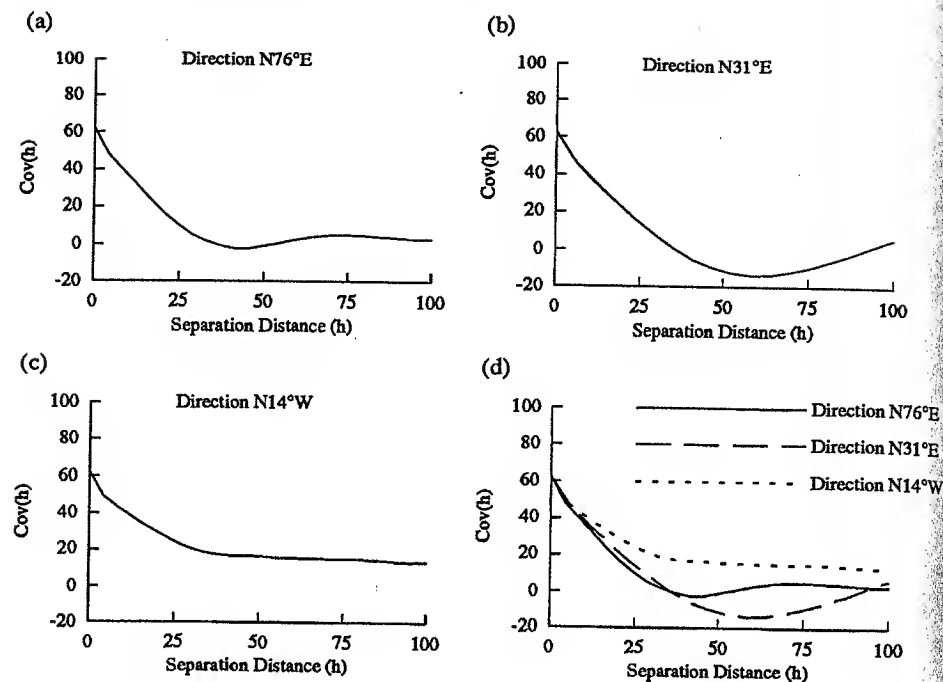 (a)
Direction N76°E
100
80
60
40
20
0
-20
Cov(h)
0 25 50 75 100
Separation Distance (h)
(b)
Direction N31°E
100
80
60
40
20
0
-20
Cov(h)
0 25 50 75 100
Separation Distance (h)
(c)
Direction N14°W
100
80
60
40
20
0
-20
Cov(h)
0 25 50 75 100
Separation Distance (h)
(d)
Direction N76°E
Direction N31°E
Direction N14°W
100
80
60
40
20
0
-20
Cov(h)
0 25 50 75 100
Separation Distance (h)